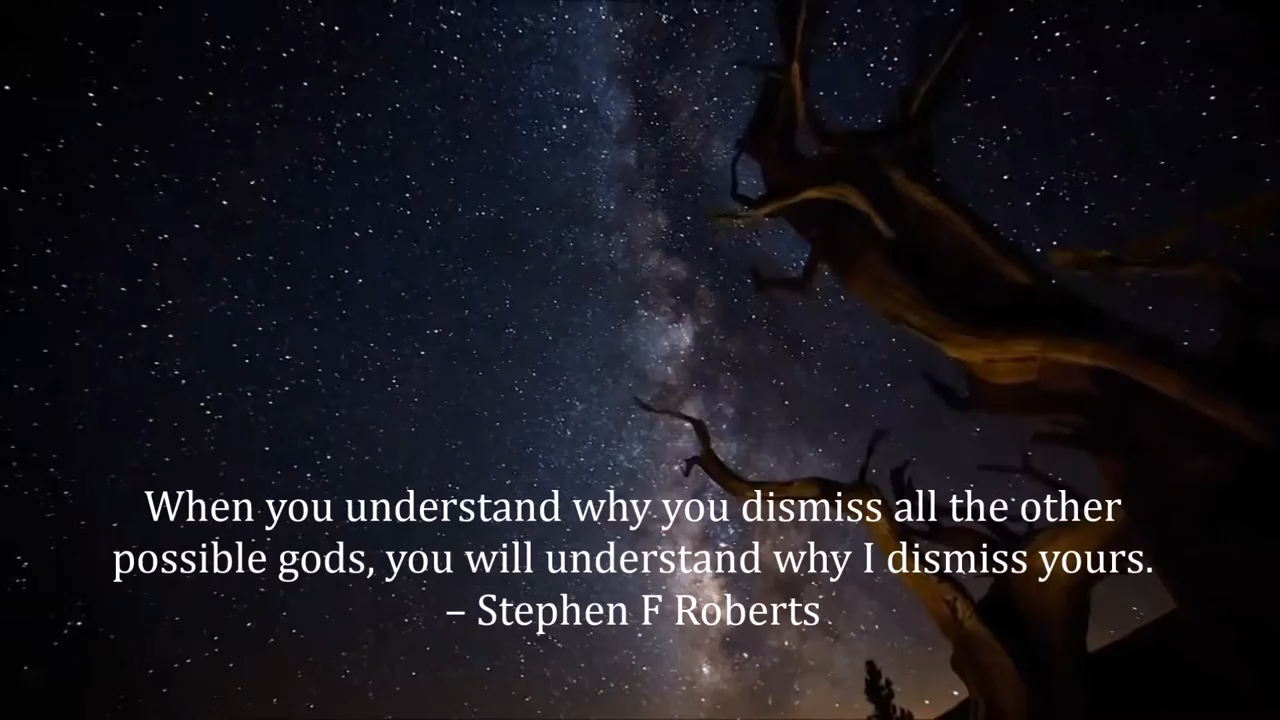 When you understand why you dismiss all the other
possible gods, you will understand why I dismiss yours.
– Stephen F Roberts